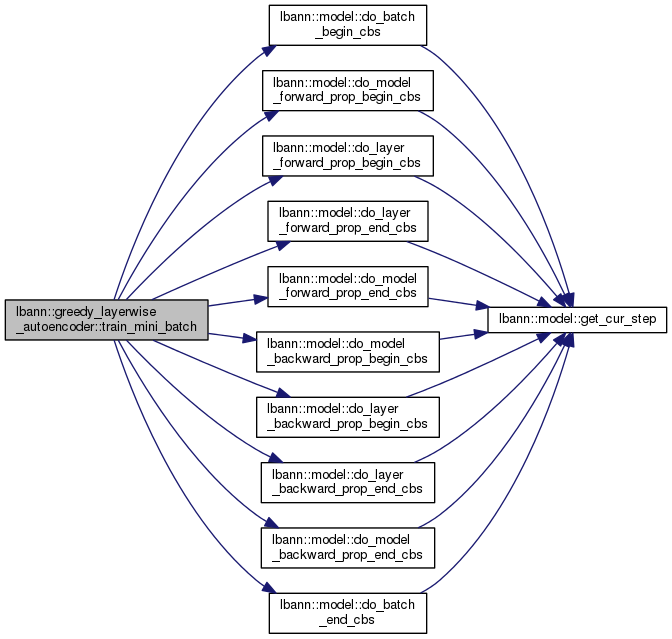 lbann::model::do_batch
_begin_cbs
lbann::model::do_model
_forward_prop_begin_cbs
lbann::model::do_layer
_forward_prop_begin_cbs
lbann::model::do_layer
_forward_prop_end_cbs
lbann::model::do_model
_forward_prop_end_cbs
lbann::greedy_layerwise
_autoencoder::train_mini_batch
lbann::model::get_cur_step
lbann::model::do_model
_backward_prop_begin_cbs
lbann::model::do_layer
_backward_prop_begin_cbs
lbann::model::do_layer
_backward_prop_end_cbs
lbann::model::do_model
_backward_prop_end_cbs
lbann::model::do_batch
_end_cbs